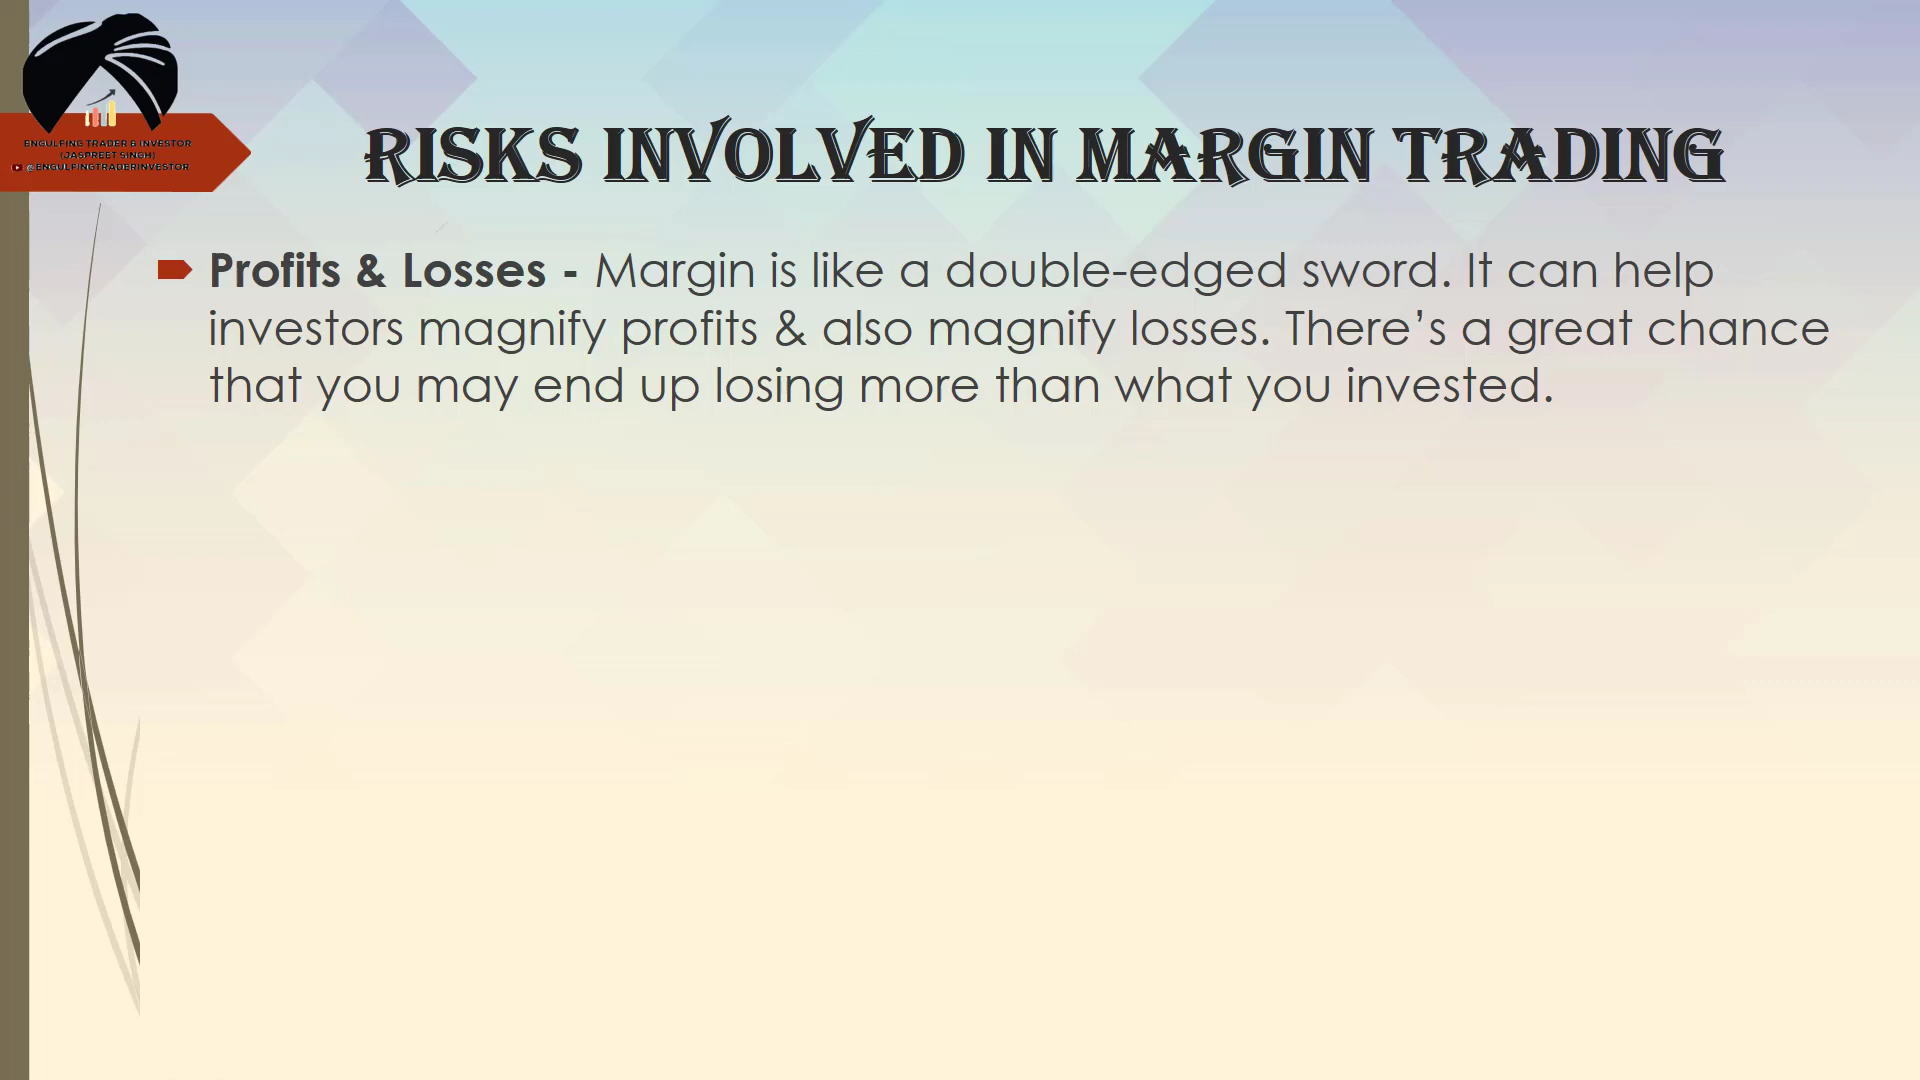 ENGULFING TRADER & INVESTOR
(JASPREET SINGH)
@ENGULFINGTRADERINVESTOR
RISKS INVOLVED IN MARGIN TRADING
Profits & Losses - Margin is like a double-edged sword. It can help
investors magnify profits & also magnify losses. There’s a great chance
that you may end up losing more than what you invested.